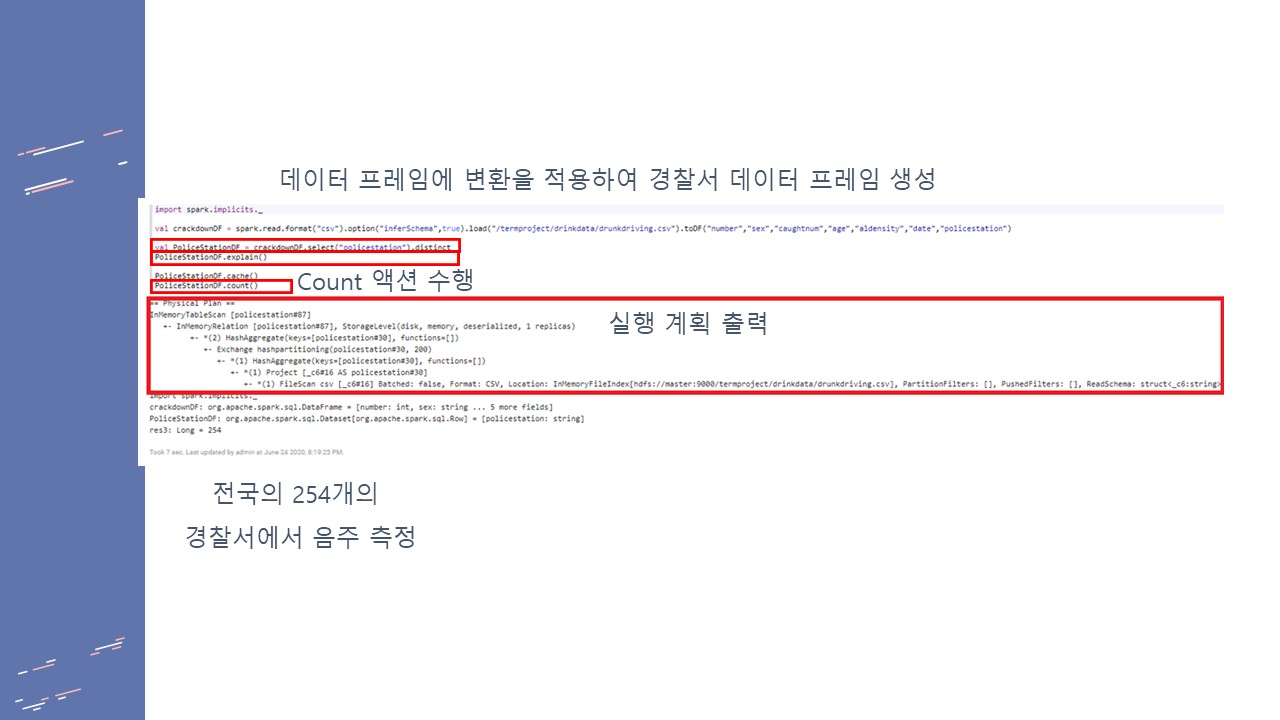 데이터 프레임에 변환을 적용하여 경찰서 데이터 프레임 생성
import spark.implicits._
val crackdownDF = spark.read.format("csv").option("inferSchema",true).load("/termproject/drinkdata/drunkdriving.csv").toDF("number","sex","caughtnum","age","aldensity","date","policestation")
val PoliceStationDF = crackdownDF.select("policestation").distinct
PoliceStationDF.explain()
PoliceStationDF.cache()
PoliceStationDF.count()
Count 액션 수행
== Physical Plan ==
실행 계획 출력
InMemoryTableScan [policestation#87]
+- InMemoryRelation [policestation#87], StorageLevel(disk, memory, deserialized, 1 replicas)
+- *(2) HashAggregate(keys=[policestation#30], functions=[])
+- Exchange hashpartitioning(policestation#30, 200)
+- *(1) HashAggregate(keys=[policestation#30], functions=[])
+- *(1) Project [_c6#16 AS policestation#30]
+- *(1) FileScan csv [_c6#16] Batched: false, Format: CSV, Location: InMemoryFileIndex[hdfs://master:9000/termproject/drinkdata/drunkdriving.csv], PartitionFilters: [], PushedFilters: [], ReadSchema: struct<_c6:string>
import spark.implicits._
crackdownDF: org.apache.spark.sql.DataFrame = [number: int, sex: string ... 5 more fields]
PoliceStationDF: org.apache.spark.sql.Dataset[org.apache.spark.sql.Row] = [policestation: string]
res3: Long = 254
Took 7 sec. Last updated by admin at June 24 2020, 8:19:25 PM.
전국의 254개의
경찰서에서 음주 측정